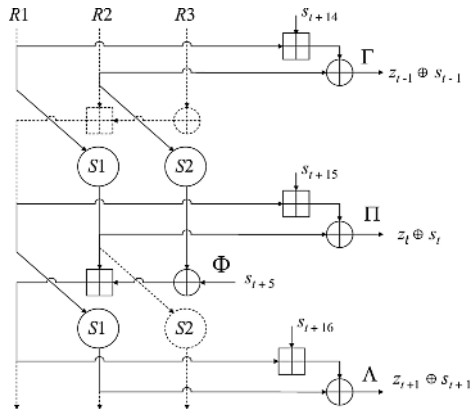 R1 R2 R3
s_{t+14}
Γ
z_{t-1} ⊕ s_{t-1}
S1 S2
s_{t+15}
Π
z_t ⊕ s_t
Φ
s_{t+5}
S1 S2
s_{t+16}
Λ
z_{t+1} ⊕ s_{t+1}